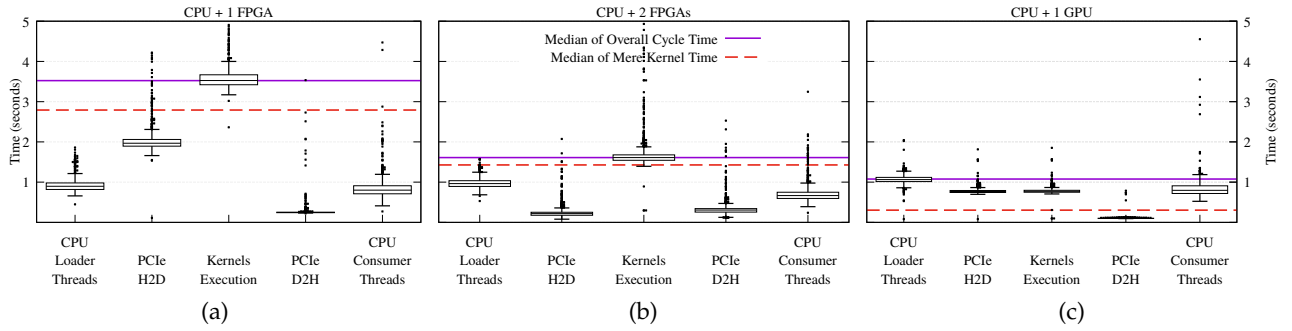 CPU + 1 FPGA
CPU + 2 FPGAs
CPU + 1 GPU
Time (seconds)
5
4
3
2
1
CPU Loader Threads
PCIe H2D
Kernels Execution
PCIe D2H
CPU Consumer Threads
(a)
Median of Overall Cycle Time
Median of Mere Kernel Time
CPU Loader Threads
PCIe H2D
Kernels Execution
PCIe D2H
CPU Consumer Threads
(b)
5
4
3
2
1
Time (seconds)
CPU Loader Threads
PCIe H2D
Kernels Execution
PCIe D2H
CPU Consumer Threads
(c)